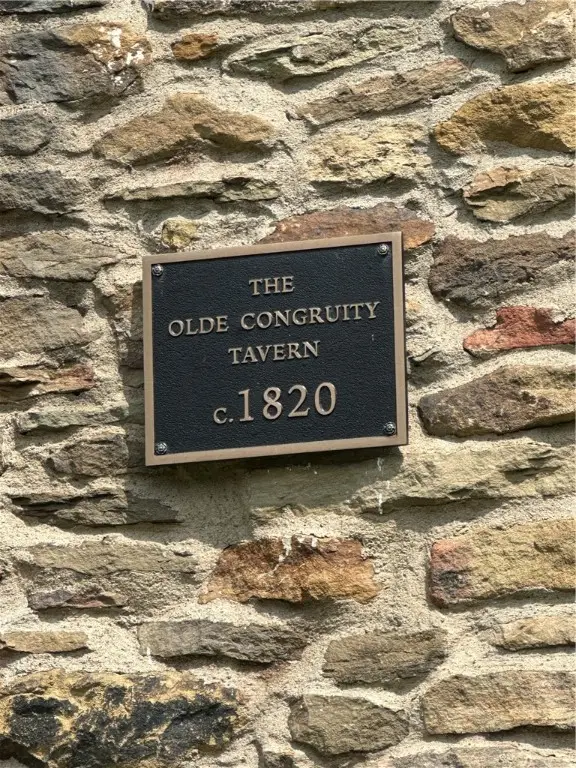 THE
OLDE CONGRUITY
TAVERN
c. 1820